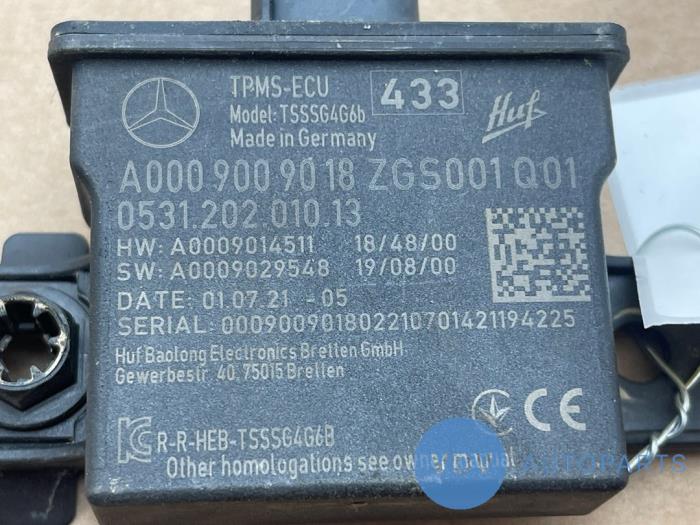 TPMS-ECU 433
Model: TSSSG4G6b
Made in Germany
Huf
A000 900 90 18 ZGS001 Q01
0531.202.010.13
HW: A0009014511 18/48/00
SW: A0009029548 19/08/00
DATE: 01.07.21 -05
SERIAL: 000900901802210701421194225
Huf Baolong Electronics Bretten GmbH
Gewerbestr. 40, 75015 Bretten
CE
KC R-R-HEB-TSSSG4G6B
Other homologations see owner manual
AUTOPARTS